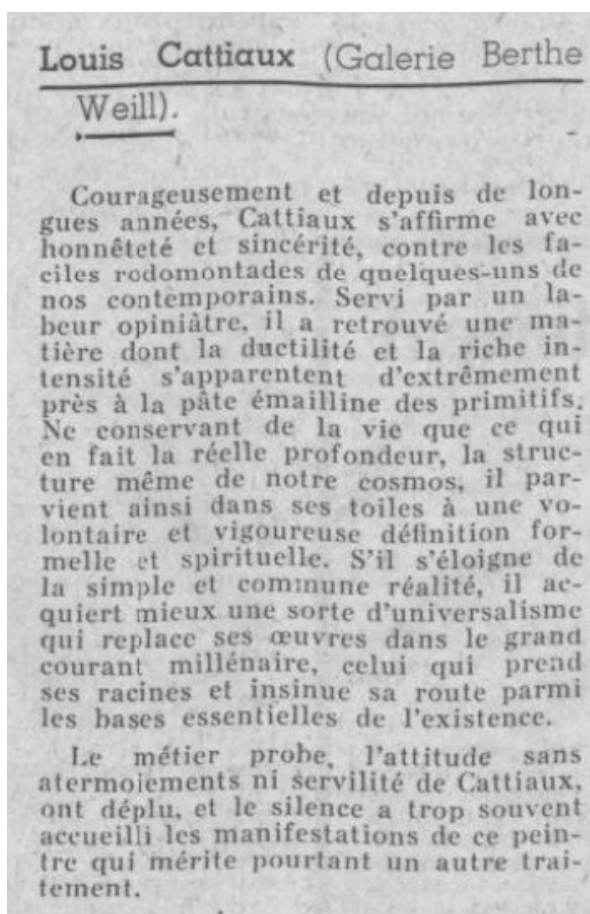 Louis Cattiaux (Galerie Berthe
Weill).
Courageusement et depuis de lon-
gues années, Cattiaux s'affirme avec
honnêteté et sincérité, contre les fa-
ciles rodomontades de quelques-uns de
nos contemporains. Servi par un la-
beur opiniâtre, il a retrouvé une ma-
tière dont la ductilité et la riche in-
tensité s'apparentent d'extrêmement
près à la pâte émailline des primitifs.
Ne conservant de la vie que ce qui
en fait la réelle profondeur, la struc-
ture même de notre cosmos, il par-
vient ainsi dans ses toiles à une vo-
lontaire et vigoureuse définition for-
melle et spirituelle. S'il s'éloigne de
la simple et commune réalité, il ac-
quiert mieux une sorte d'universalisme
qui replace ses œuvres dans le grand
courant millénaire, celui qui prend
ses racines et insinue sa route parmi
les bases essentielles de l'existence.
Le métier probe, l'attitude sans
atermoiements ni servilité de Cattiaux,
ont déplu, et le silence a trop souvent
accueilli les manifestations de ce pein-
tre qui mérite pourtant un autre trai-
tement.